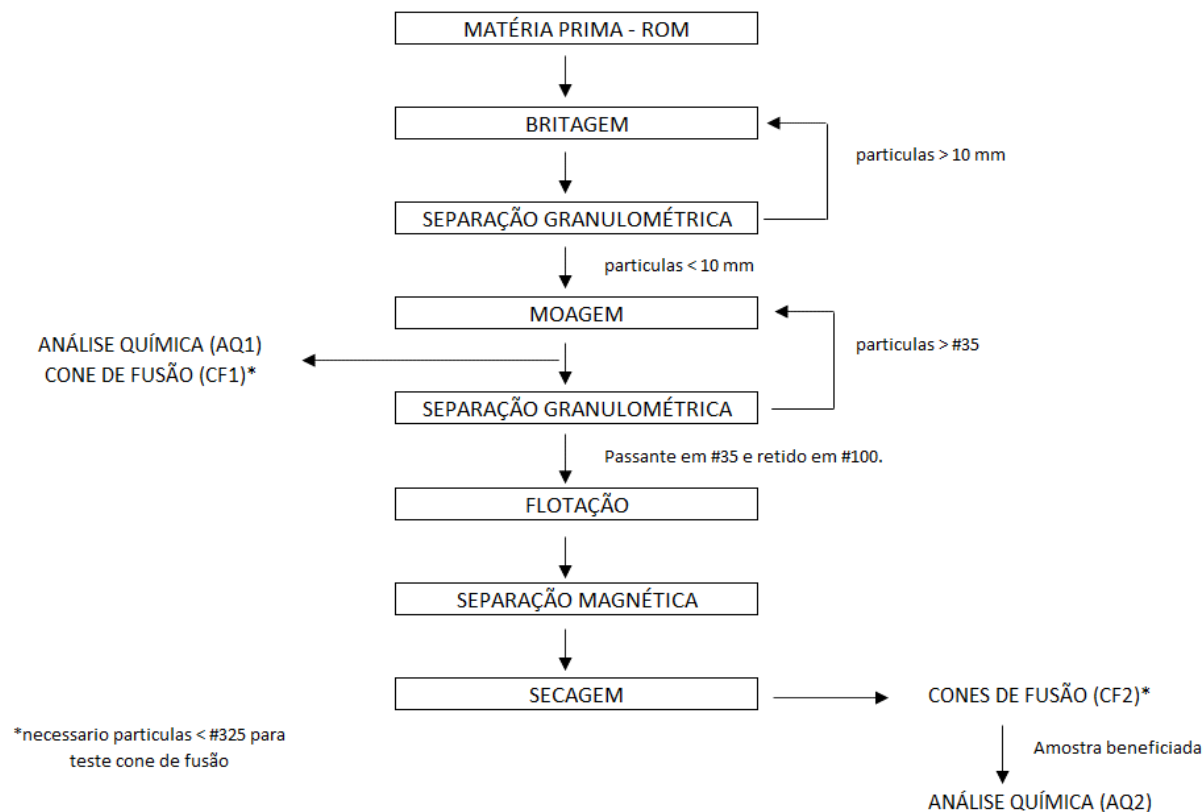 MATÉRIA PRIMA - ROM
BRITAGEM
particulas > 10 mm
SEPARAÇÃO GRANULOMÉTRICA
particulas < 10 mm
MOAGEM
ANÁLISE QUÍMICA (AQ1)
CONE DE FUSÃO (CF1)*
particulas > #35
SEPARAÇÃO GRANULOMÉTRICA
Passante em #35 e retido em #100.
FLOTAÇÃO
SEPARAÇÃO MAGNÉTICA
SECAGEM
CONES DE FUSÃO (CF2)*
*necessario particulas < #325 para
teste cone de fusão
Amostra beneficiada
ANÁLISE QUÍMICA (AQ2)